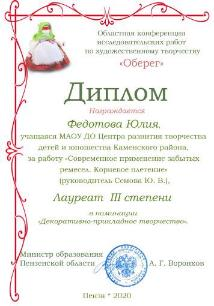 Областная конференция
исследовательских работ
по художественному творчеству
«Оберег»
Диплом
Награждается
Федотова Юлия,
учащаяся МАОУ ДО Центра развития творчества
детей и юношества Каменского района,
за работу «Современное применение забытых
ремесел. Корневое плетение»
(руководитель Семова Ю. В.),
Лауреат III степени
в номинации
«Декоративно-прикладное творчество».
Министр образования
Пензенской области
А. Г. Воронков
Пенза * 2020